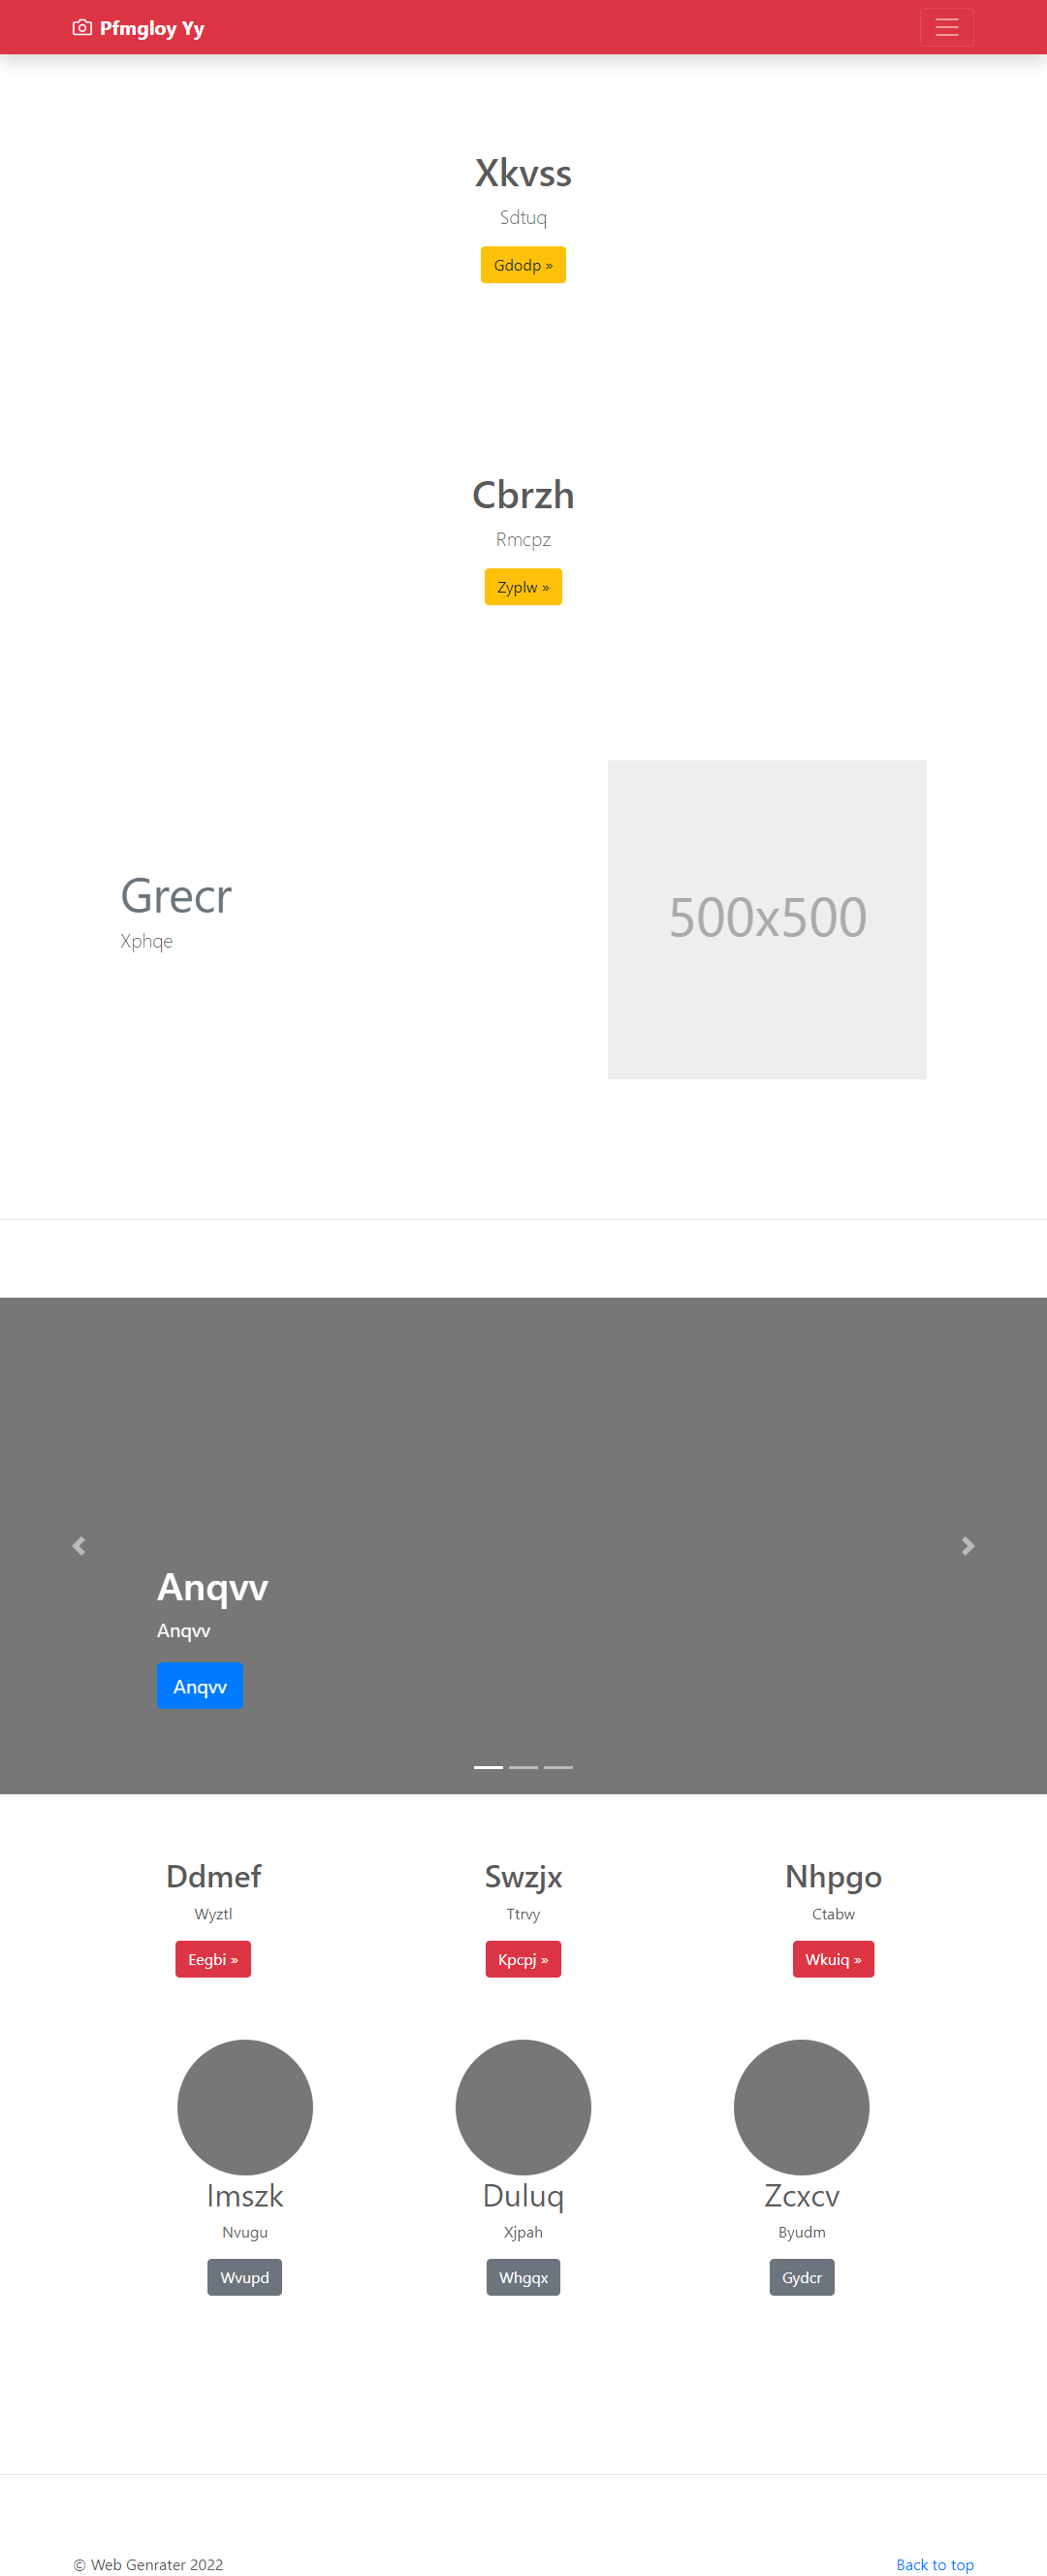 Pfmgloy Yy
Xkvss
Sdtuq
Gdodp »
Cbrzh
Rmcpz
Zyplw »
Grecr
Xphqe
500x500
Anqvv
Anqvv
Anqvv
Ddmef
Wyztl
Eegbi »
Swzjx
Ttrvy
Kpcpj »
Nhpgo
Ctabw
Wkuiq »
Imszk
Nvugu
Wvupd
Duluq
Xjpah
Whgqx
Zcxcv
Byudm
Gydcr
© Web Genrater 2022
Back to top